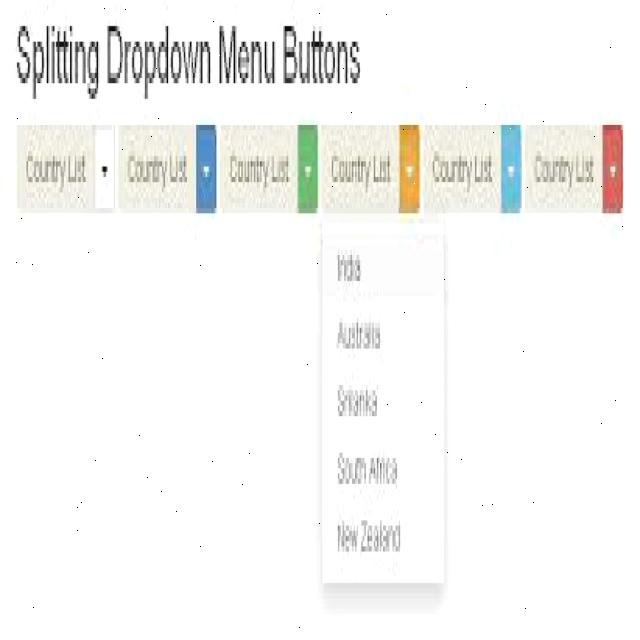 Splitting Dropdown Menu Buttons
Country List Country List Country List Country List Country List Country List
India
Australia
Srilanka
South Africa
New Zealand